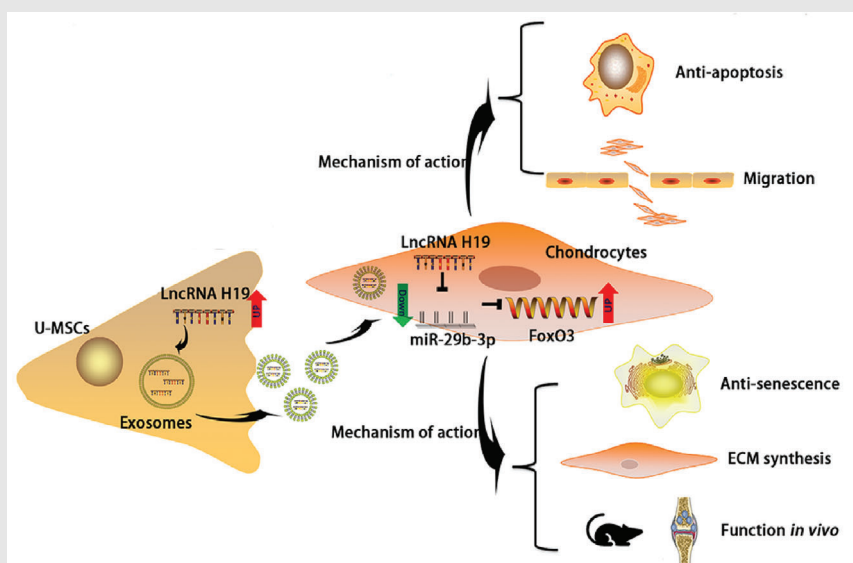 Anti-apoptosis
Mechanism of action
Migration
LncRNA H19
Chondrocytes
LncRNA H19
UP
U-MSCs
Down
UP
miR-29b-3p
FoxO3
Exosomes
Anti-senescence
Mechanism of action
ECM synthesis
Function in vivo